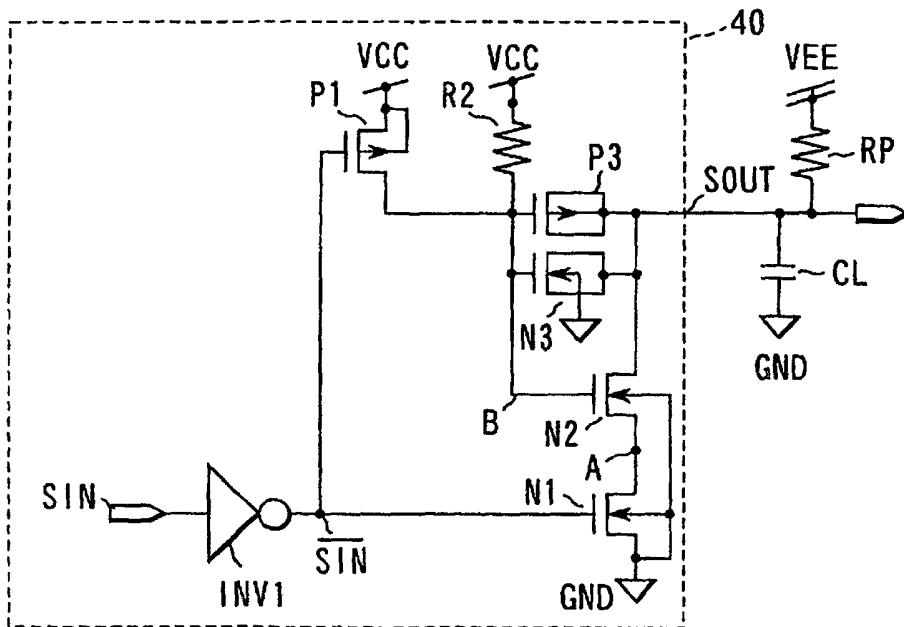 40
VCC
VCC
VEE
P1
R2
P3
RP
SOUT
CL
N3
GND
B
N2
A
SIN
N1
SIN
INV1
GND